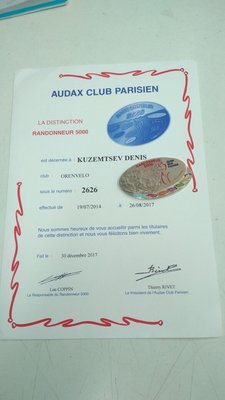 AUDAX CLUB PARISIEN
LA DISTINCTION
RANDONNEUR 5000
est décernée à : KUZEMTSEV DENIS
club : ORENVELO
sous le numéro : 2626
effectué de 19/07/2014 à 26/08/2017
Nous sommes heureux de vous accueillir parmi les titulaires
de cette distinction et nous vous félicitons bien vivement.
Fait le : 30 décembre 2017
Luc COPPIN Thierry RIVET
Le Responsable du Randonneur 5000 Le Président de l'Audax Club Parisien